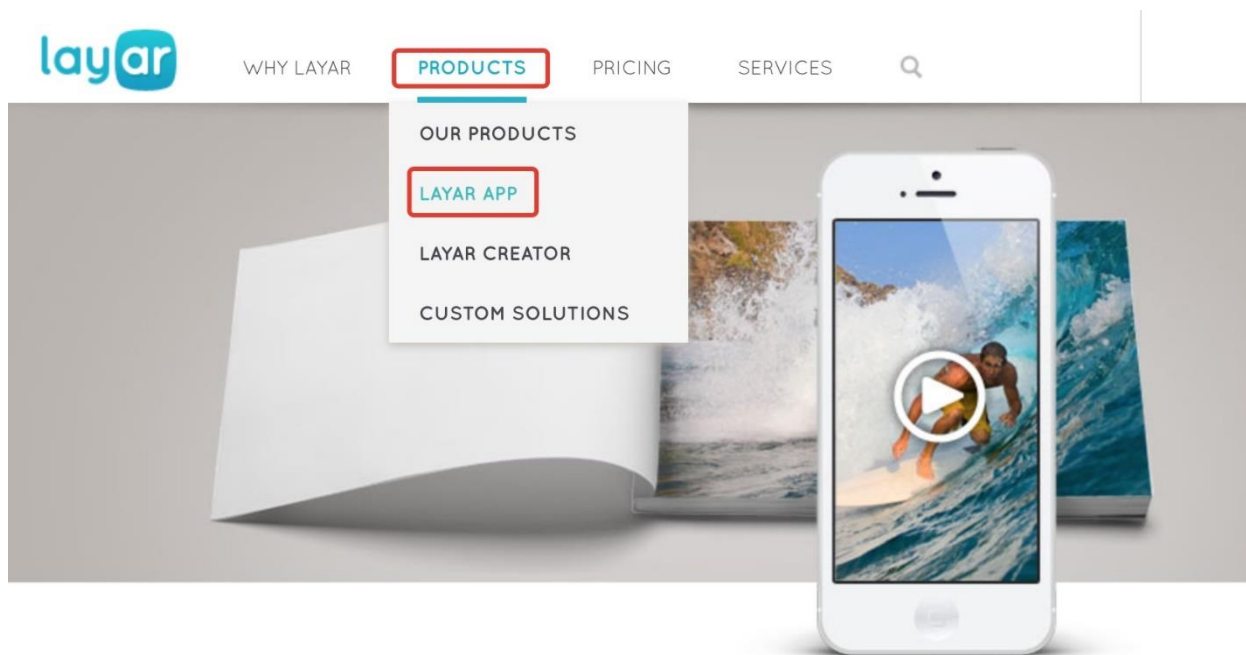 layar
WHY LAYAR PRODUCTS PRICING SERVICES
OUR PRODUCTS
LAYAR APP
LAYAR CREATOR
CUSTOM SOLUTIONS